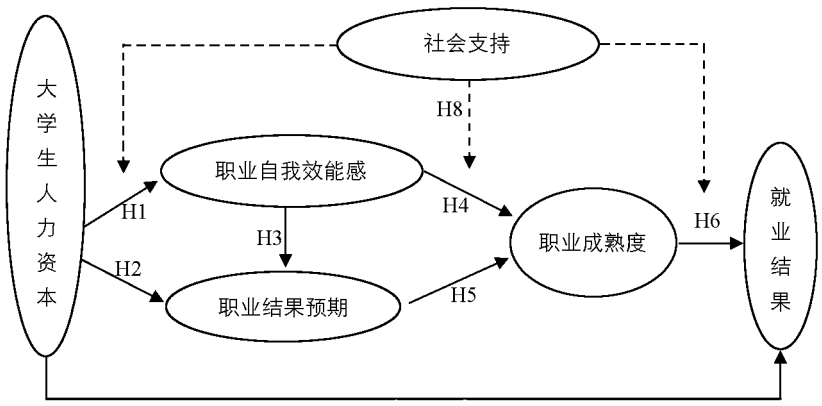 社会支持
H8
大学生人力资本
职业自我效能感
H1
H4
就业结果
H3
职业成熟度
H6
H2
职业结果预期
H5